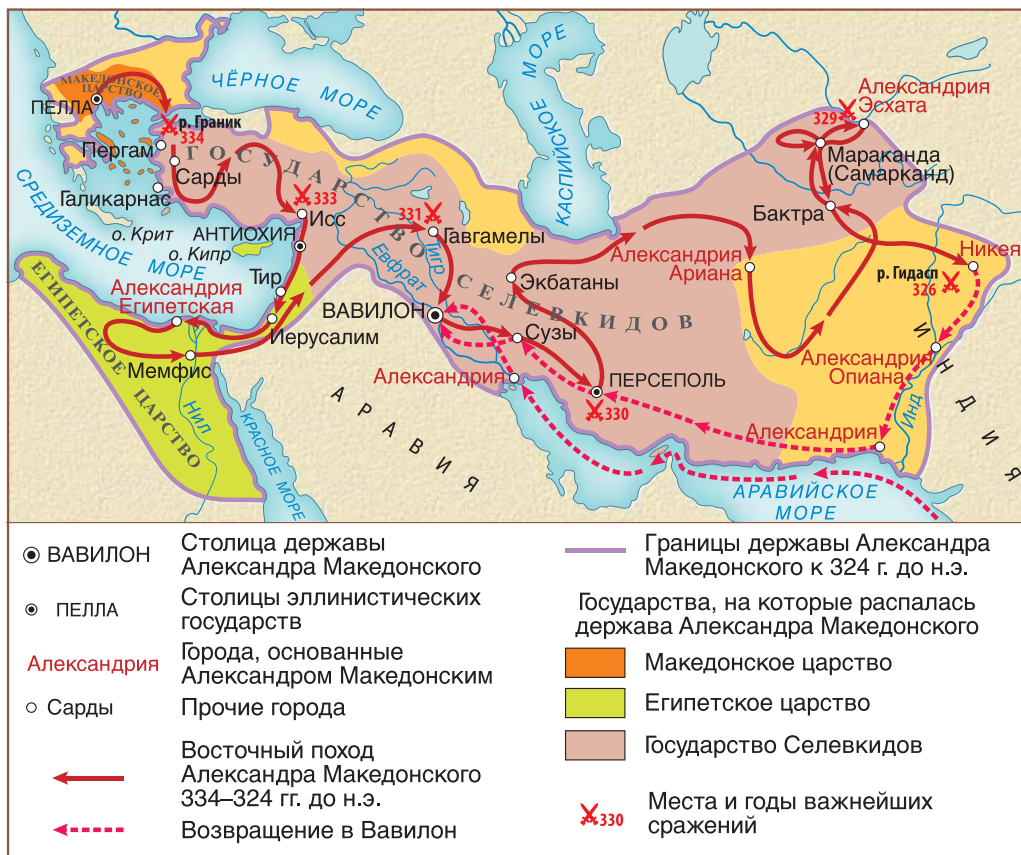 МАКЕДОНСКОЕ
ЦАРСТВО
ПЕЛЛА
р. Граник
334
Пергам
Сарды
Галикарнас
ЧЁРНОЕ МОРЕ
КАСПИЙСКОЕ
МОРЕ
СРЕДИЗЕМНОЕ МОРЕ
о. Крит
о. Кипр
АНТИОХИЯ
333
Исс
331
Гавгамелы
Тигр
Евфрат
ГОСУДАРСТВО СЕЛЕВКИДОВ
Тир
Александрия
Египетская
Иерусалим
Мемфис
ЕГИПЕТСКОЕ ЦАРСТВО
Нил
КРАСНОЕ МОРЕ
АРАВИЯ
ВАВИЛОН
Сузы
Экбатаны
Александрия
ПЕРСЕПОЛЬ
330
Александрия
Ариана
Александрия
Эсхата
329
Мараканда
(Самарканд)
Бактра
Никея
р. Гидасп
326
Александрия
Опиана
Инд
ИНДИЯ
Александрия
АРАВИЙСКОЕ
МОРЕ
ВАВИЛОН
Столица державы
Александра Македонского
ПЕЛЛА
Столицы эллинистических
государств
Александрия
Города, основанные
Александром Македонским
Сарды
Прочие города
Восточный поход
Александра Македонского
334–324 гг. до н.э.
Возвращение в Вавилон
Границы державы Александра
Македонского к 324 г. до н.э.
Государства, на которые распалась
держава Александра Македонского
Македонское царство
Египетское царство
Государство Селевкидов
330
Места и годы важнейших
сражений